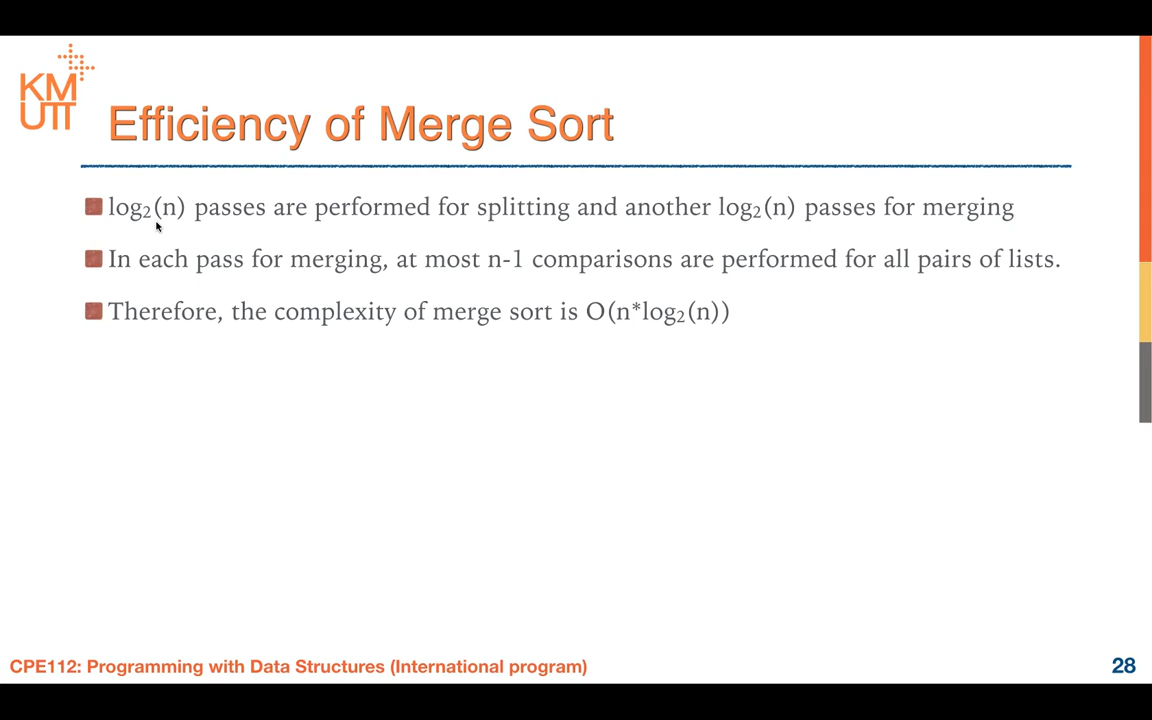 KM
UTT
Efficiency of Merge Sort
log₂(n) passes are performed for splitting and another log₂(n) passes for merging
In each pass for merging, at most n-1 comparisons are performed for all pairs of lists.
Therefore, the complexity of merge sort is O(n*log₂(n))
CPE112: Programming with Data Structures (International program)
28